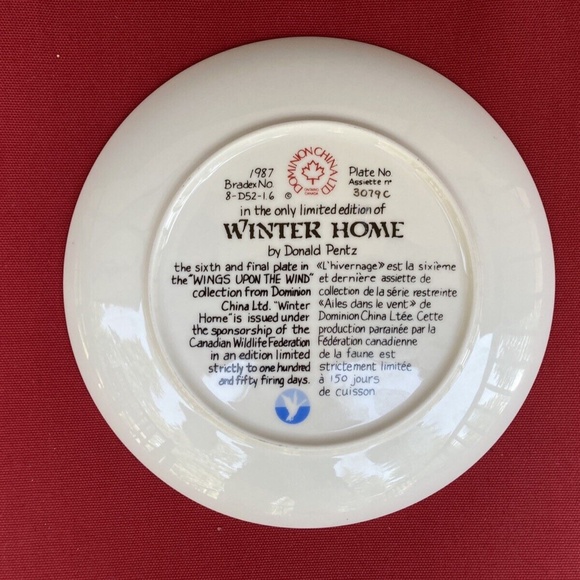 1987
Bradex No.
8-D52-1.6
DOMINION CHINA LTD
ONTARIO
CANADA
©
Plate No
Assiette nº
3079 C
in the only limited edition of
WINTER HOME
by Donald Pentz
the sixth and final plate in
the "WINGS UPON THE WIND"
collection from Dominion
China Ltd. "Winter
Home" is issued under
the sponsorship of the
Canadian Wildlife Federation
in an edition limited
strictly to one hundred
and fifty firing days.
«L'hivernage» est la sixième
et dernière assiette de
collection de la série restreinte
«Ailes dans le vent» de
Dominion China Ltée. Cette
production parrainée par la
Fédération canadienne
de la faune est
strictement limitée
à 150 jours
de cuisson